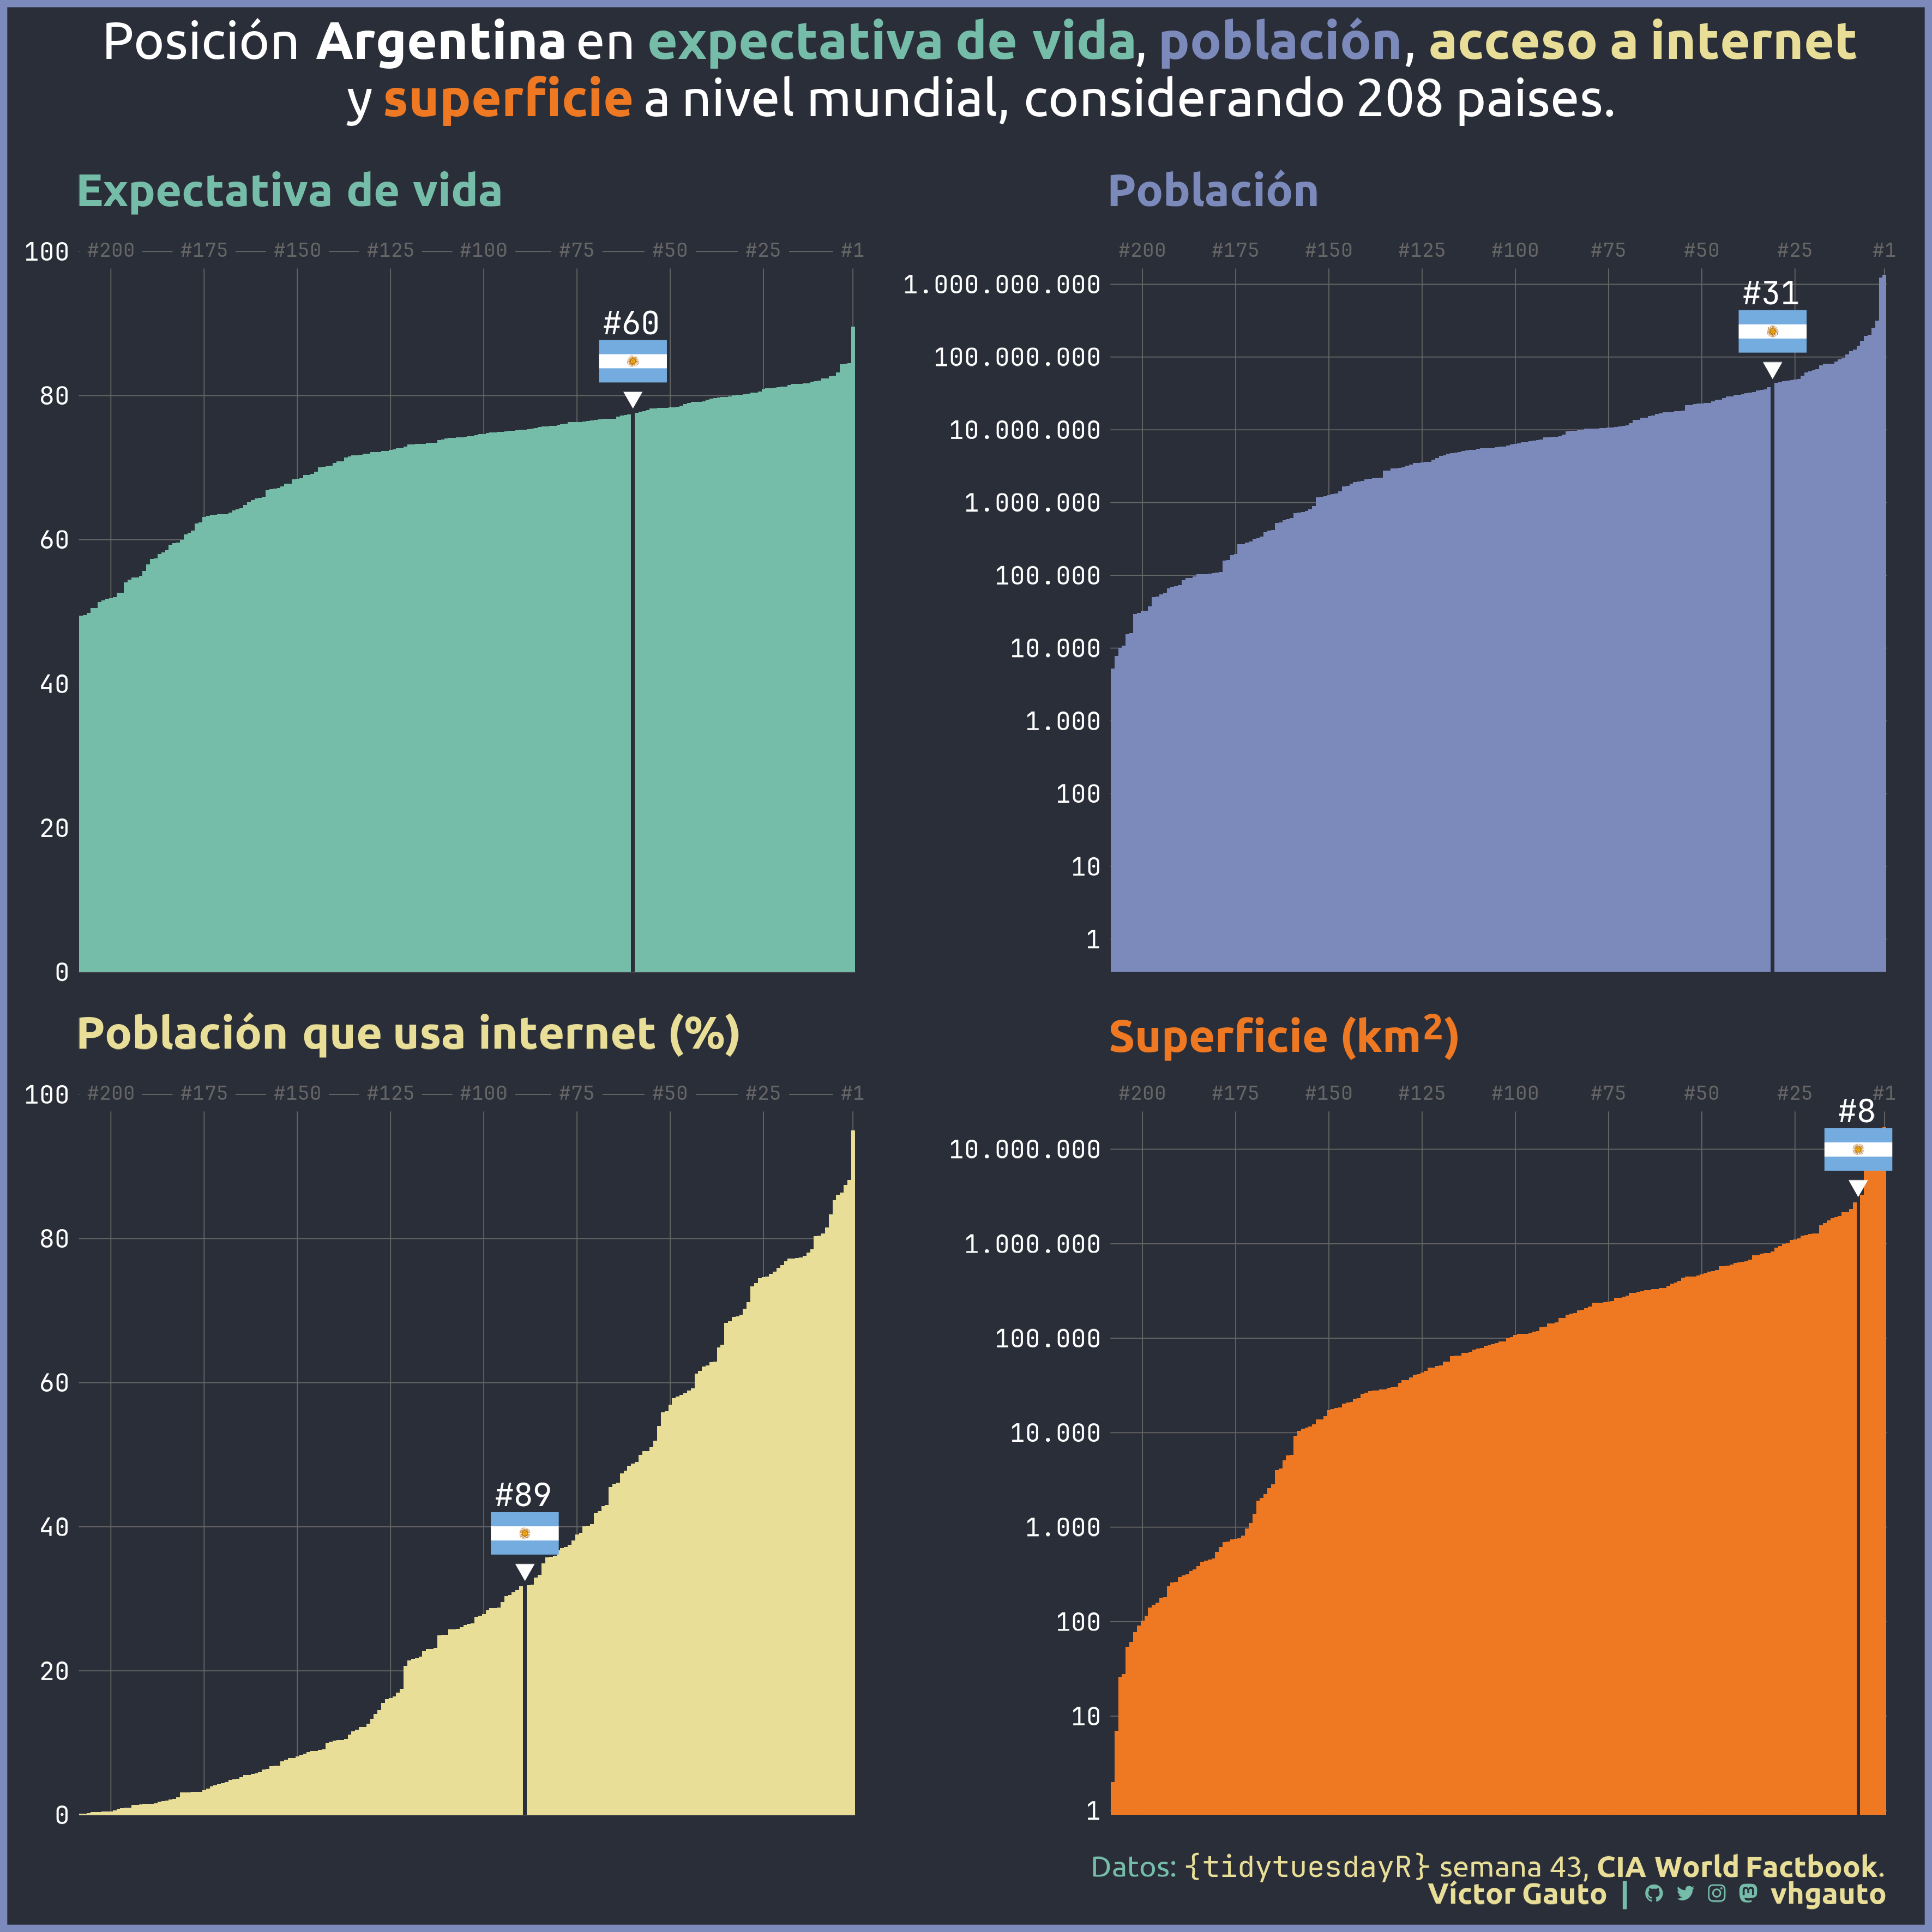 Posición Argentina en expectativa de vida, población, acceso a internet
y superficie a nivel mundial, considerando 208 paises.
Expectativa de vida
#200 #175 #150 #125 #100 #75 #50 #25 #1
100
80
60
40
20
0
#60
Población
#200 #175 #150 #125 #100 #75 #50 #25 #1
1.000.000.000
100.000.000
10.000.000
1.000.000
100.000
10.000
1.000
100
10
1
#31
Población que usa internet (%)
#200 #175 #150 #125 #100 #75 #50 #25 #1
100
80
60
40
20
0
#89
Superficie (km²)
#200 #175 #150 #125 #100 #75 #50 #25 #1
10.000.000
1.000.000
100.000
10.000
1.000
100
10
1
#8
Datos: {tidytuesdayR} semana 43, CIA World Factbook.
Víctor Gauto | vhgauto